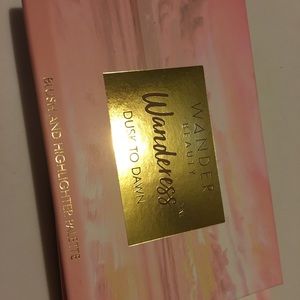 WANDER
BEAUTY
Wanderess
DUSK TO DAWN
BLUSH AND HIGHLIGHTER PALETTE